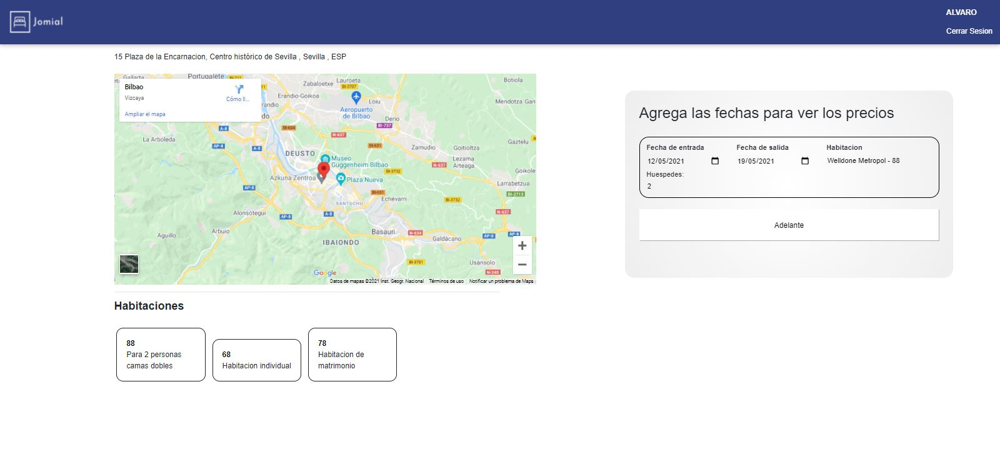 Jomial
ALVARO
Cerrar Sesion
15 Plaza de la Encarnacion, Centro histórico de Sevilla , Sevilla , ESP
Bilbao
Vizcaya
Cómo ll...
Ampliar el mapa
Gallarta
Portugalete
BI-711
Zabaloetxe
Lauroeta
BI-3707
Botiola
Erandio-Goikoa
Loiu
Mendotza
Aeropuerto
de Bilbao
Derio
BI-737
A-8
BI-604
N-637
La Arboleda
AP-8
A-8
BI-631
Zamudio
Goitioltza
Gaztelu
DEUSTO
Museo
Guggenheim Bilbao
Lezama
N-637
Arteaga
BI-3732
Azkuna Zentroa
Plaza Nueva
Larrabetzua
AP-8
BI-631
BI-2713
Echévarri
BI-3732
SANTUCHU
Alonsótegui
AP-8
A-8
N-637
Arbuio
Basauri
N-634
Aguillo
IBAIONDO
Galdácano
AP-8
BI-3701
Usánsolo
N-240
Google
Datos de mapas ©2021 Inst. Geogr. Nacional
Términos de uso
Notificar un problema de Maps
Agrega las fechas para ver los precios
Fecha de entrada
Fecha de salida
Habitacion
12/05/2021
19/05/2021
Welldone Metropol - 88
Huespedes:
2
Adelante
Habitaciones
88
Para 2 personas
camas dobles
68
Habitacion individual
78
Habitacion de
matrimonio